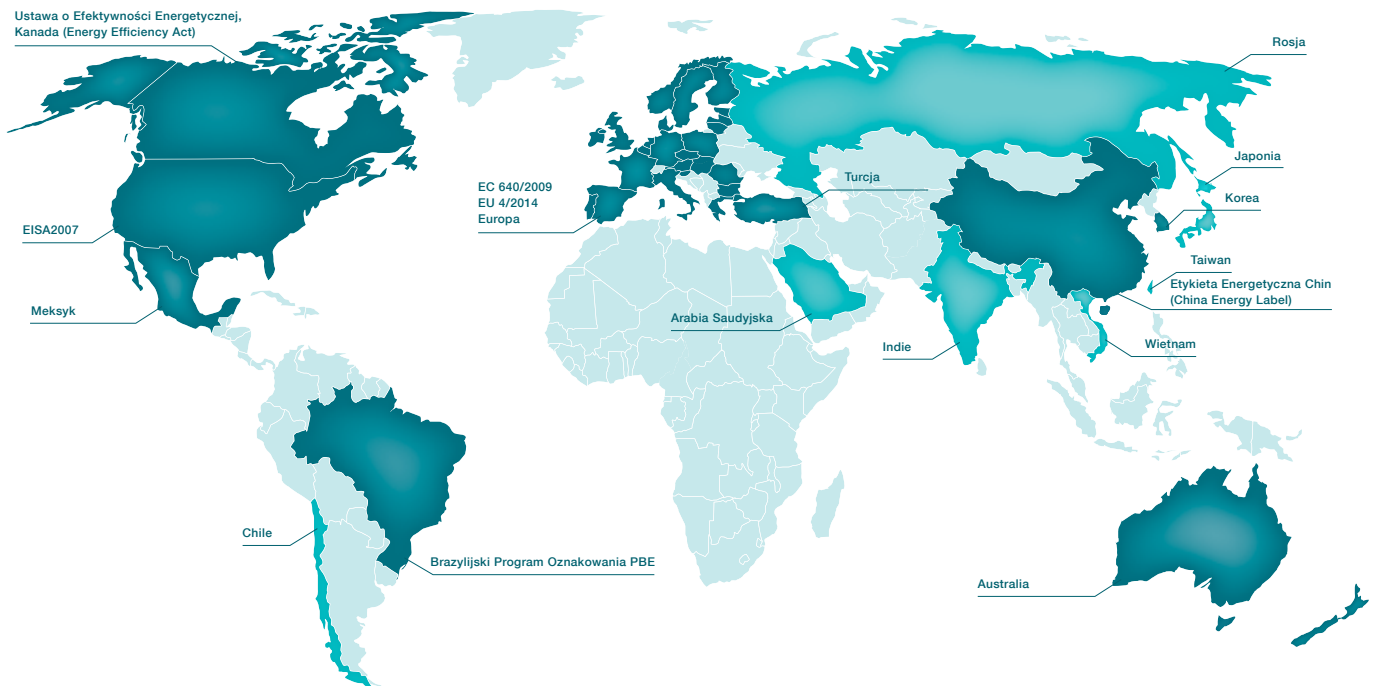 Ustawa o Efektywności Energetycznej,
Kanada (Energy Efficiency Act)
Rosja
Japonia
Turcja
EC 640/2009
EU 4/2014
Europa
Korea
EISA2007
Taiwan
Etykieta Energetyczna Chin
(China Energy Label)
Meksyk
Arabia Saudyjska
Indie
Wietnam
Chile
Brazylijski Program Oznakowania PBE
Australia